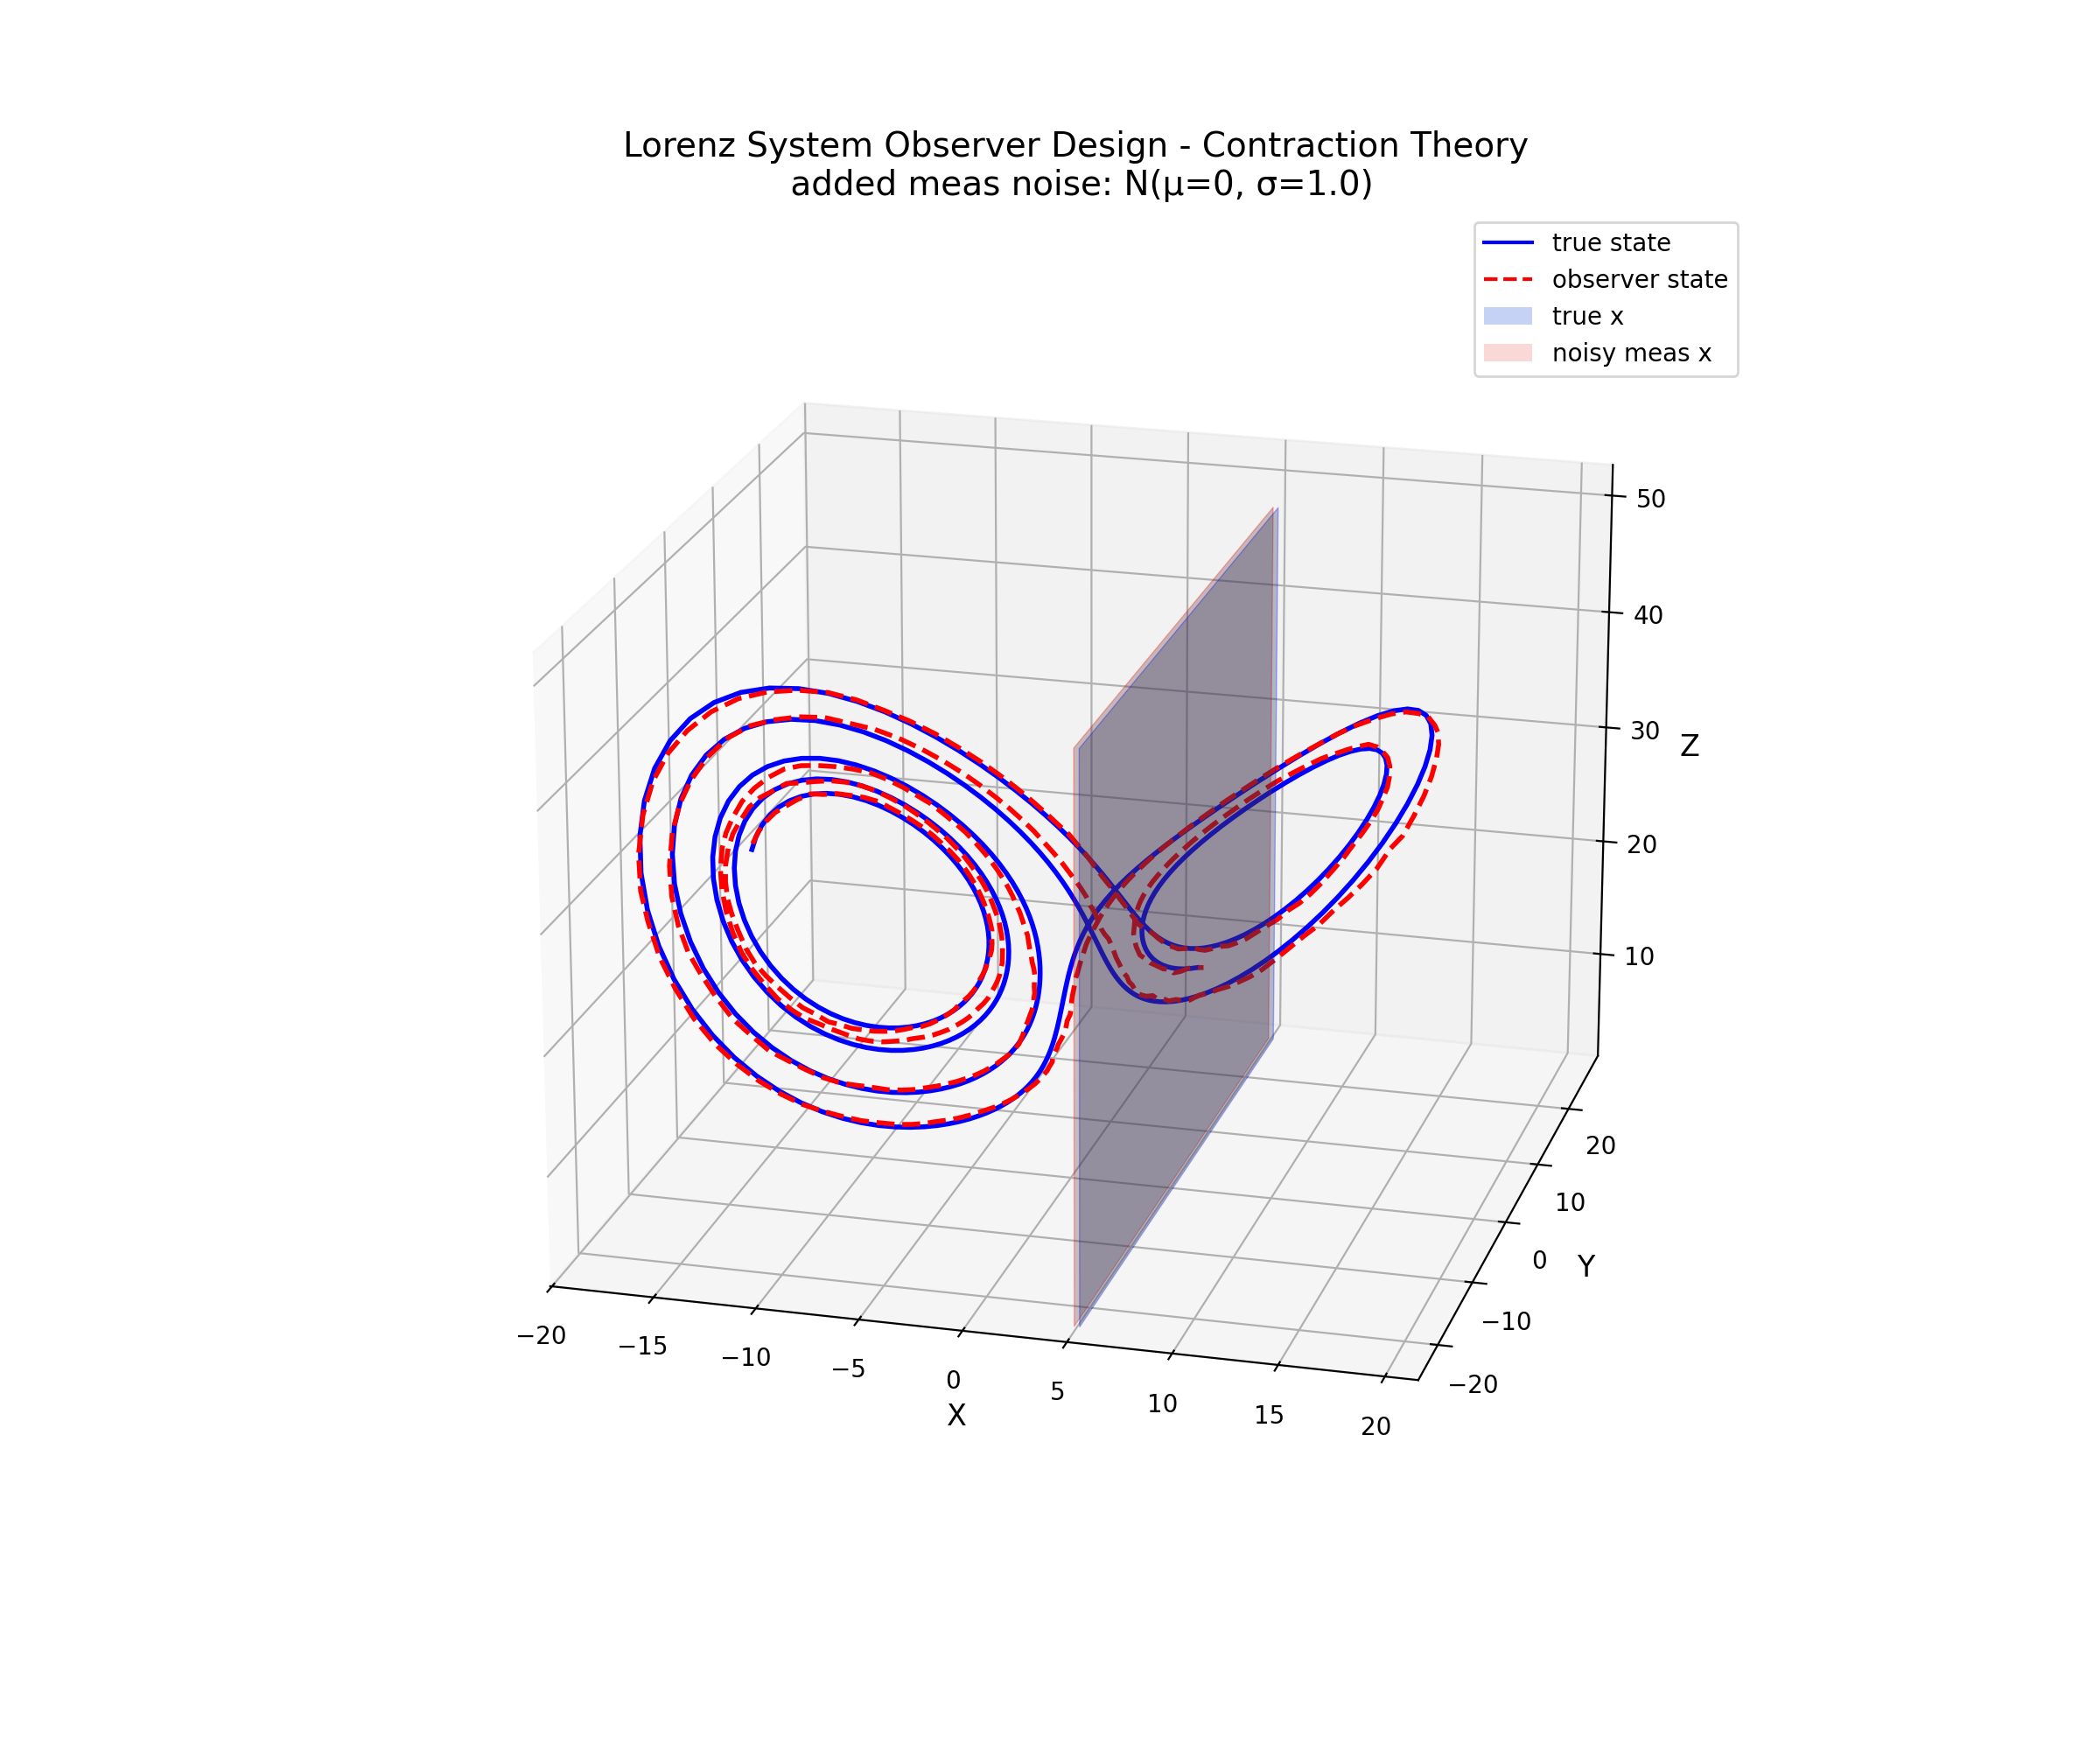 Lorenz System Observer Design - Contraction Theory
added meas noise: N(μ=0, σ=1.0)
true state
observer state
true x
noisy meas x
50
40
30
Z
20
10
20
10
0
Y
−10
−20
−20
−15
−10
−5
0
5
10
15
20
X